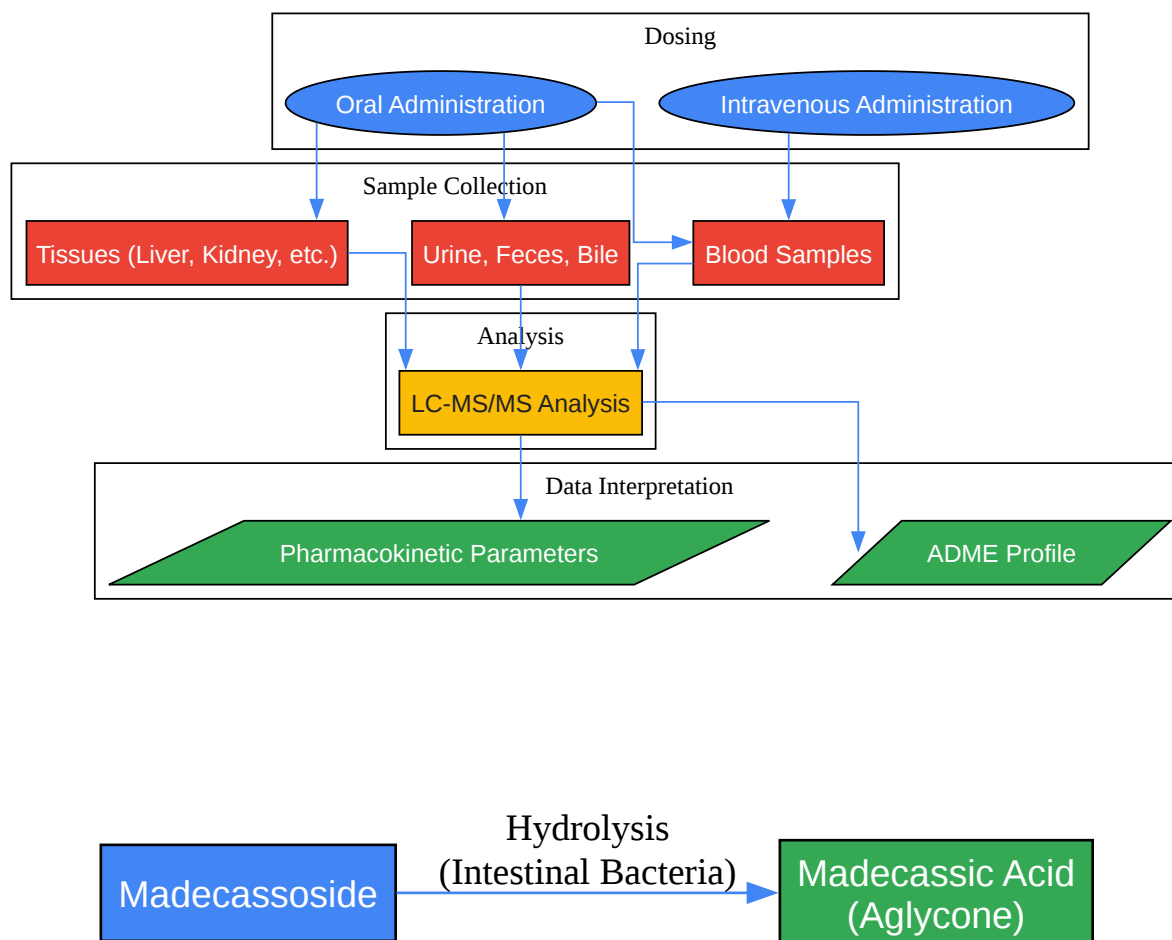 Dosing
Oral Administration
Intravenous Administration
Sample Collection
Tissues (Liver, Kidney, etc.)
Urine, Feces, Bile
Blood Samples
Analysis
LC-MS/MS Analysis
Data Interpretation
Pharmacokinetic Parameters
ADME Profile
Hydrolysis
(Intestinal Bacteria)
Madecassoside
Madecassic Acid
(Aglycone)